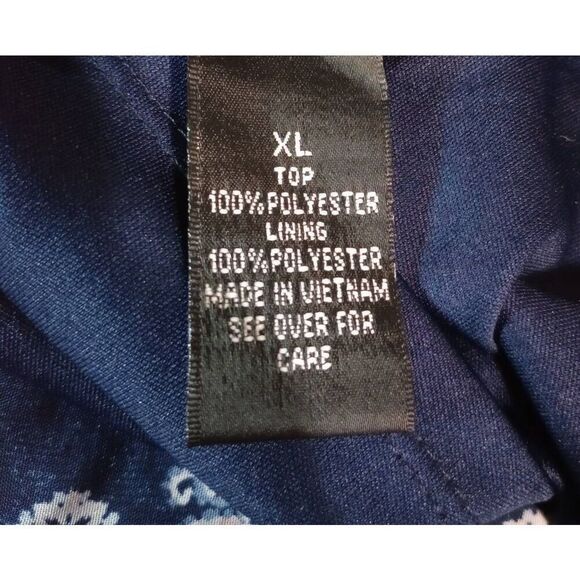 XL
TOP
100%POLYESTER
LINING
100%POLYESTER
MADE IN VIETNAM
SEE OVER FOR
CARE